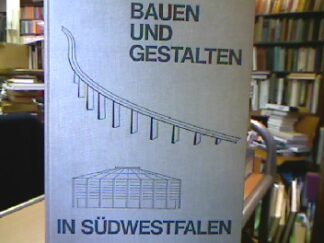 BAUEN
UND
GESTALTEN
IN SÜDWESTFALEN